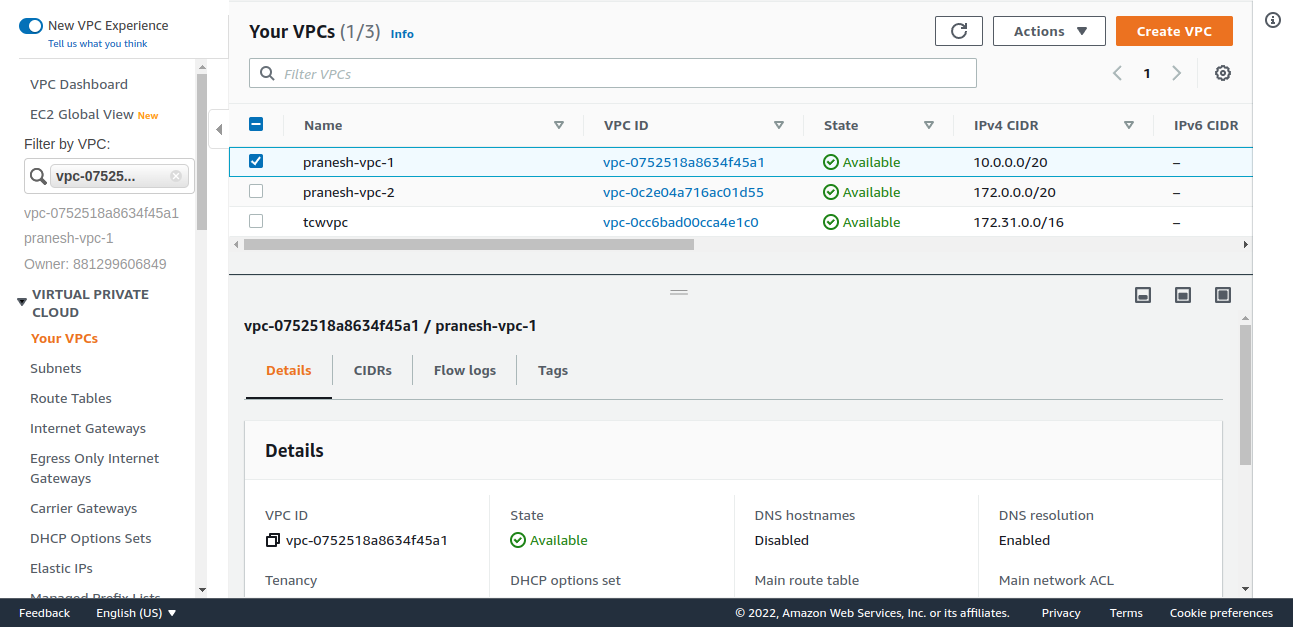 New VPC Experience
Tell us what you think
VPC Dashboard
EC2 Global View New
Filter by VPC:
vpc-07525...
vpc-0752518a8634f45a1
pranesh-vpc-1
Owner: 881299606849
VIRTUAL PRIVATE
CLOUD
Your VPCs
Subnets
Route Tables
Internet Gateways
Egress Only Internet
Gateways
Carrier Gateways
DHCP Options Sets
Elastic IPs
Managed Prefix Lists
Your VPCs (1/3) Info
Actions
Create VPC
Filter VPCs
1
Name VPC ID State IPv4 CIDR IPv6 CIDR
pranesh-vpc-1 vpc-0752518a8634f45a1 Available 10.0.0.0/20 –
pranesh-vpc-2 vpc-0c2e04a716ac01d55 Available 172.0.0.0/20 –
tcwvpc vpc-0cc6bad00cca4e1c0 Available 172.31.0.0/16 –
vpc-0752518a8634f45a1 / pranesh-vpc-1
Details CIDRs Flow logs Tags
Details
VPC ID State DNS hostnames DNS resolution
vpc-0752518a8634f45a1 Available Disabled Enabled
Tenancy DHCP options set Main route table Main network ACL
Feedback English (US) © 2022, Amazon Web Services, Inc. or its affiliates. Privacy Terms Cookie preferences